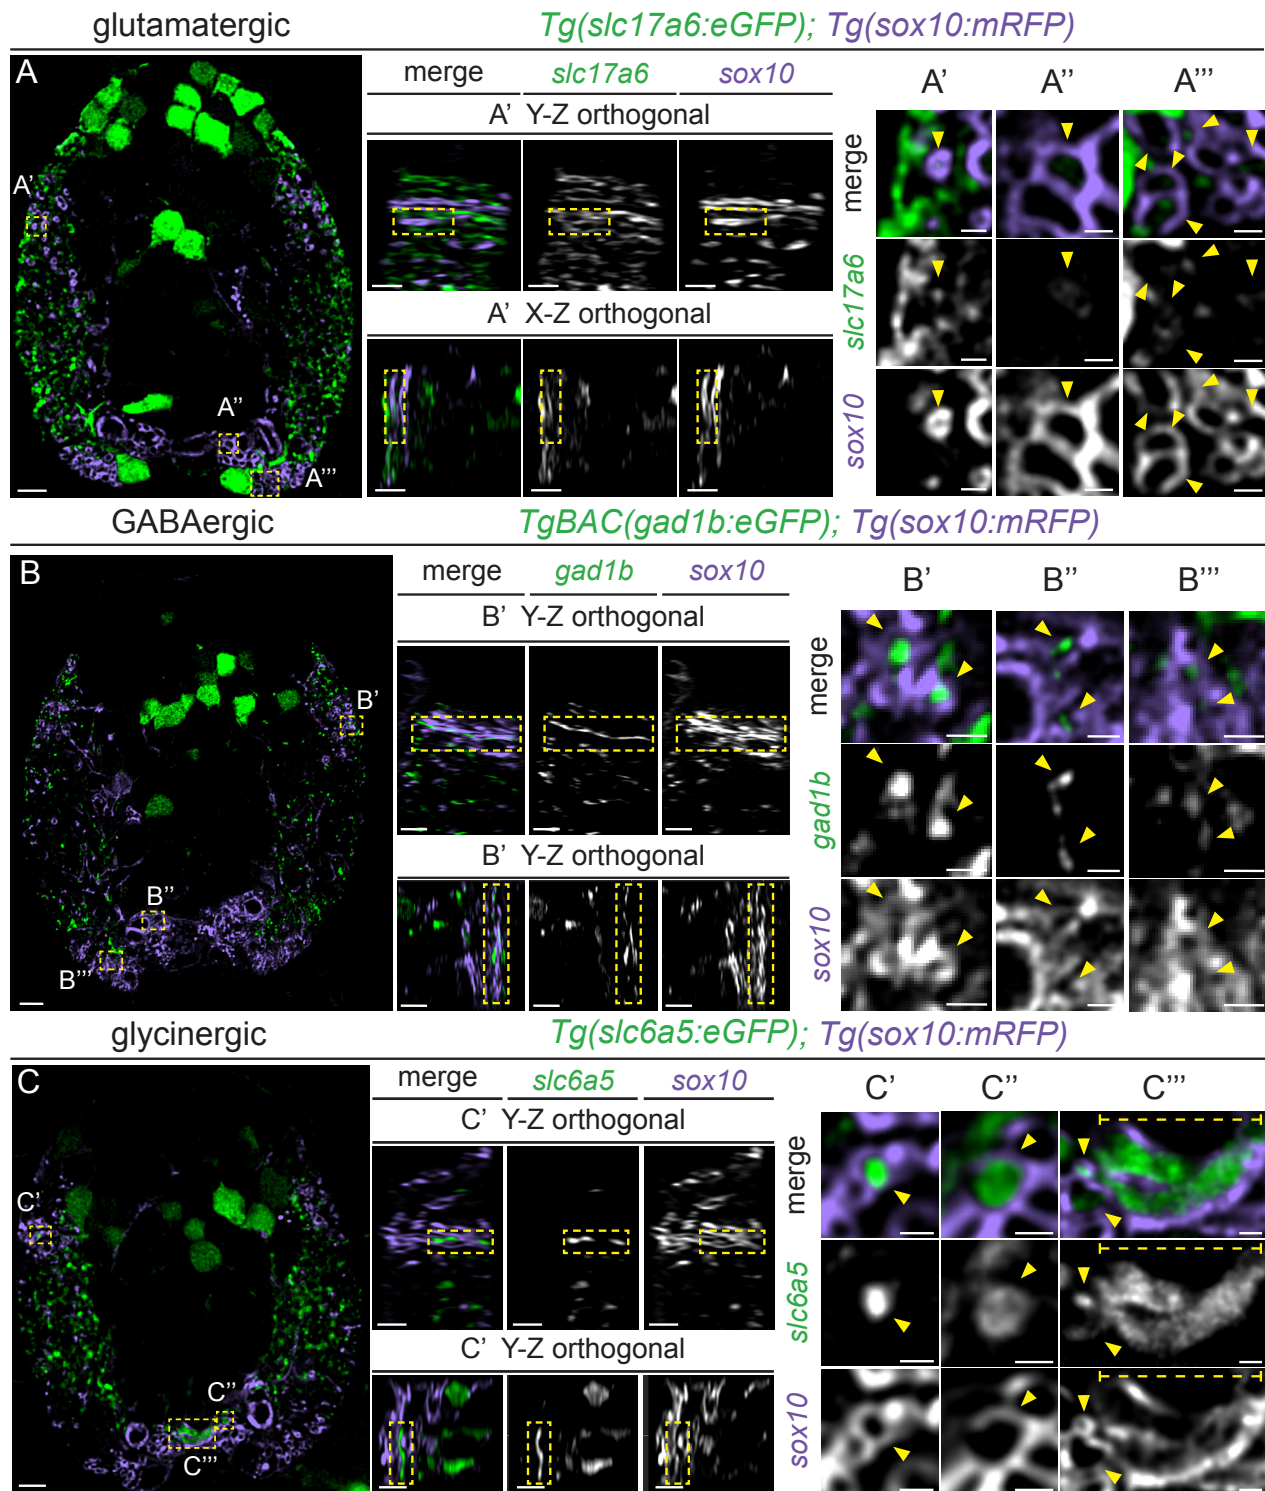 glutamatergic Tg(slc17a6:eGFP); Tg(sox10:mRFP)
A
merge slc17a6 sox10
A' Y-Z orthogonal
A' X-Z orthogonal
A' A'' A'''
merge
slc17a6
sox10
A'
A''
A'''
GABAergic TgBAC(gad1b:eGFP); Tg(sox10:mRFP)
B
merge gad1b sox10
B' Y-Z orthogonal
B' Y-Z orthogonal
B' B'' B'''
merge
gad1b
sox10
B'
B''
B'''
glycinergic Tg(slc6a5:eGFP); Tg(sox10:mRFP)
C
merge slc6a5 sox10
C' Y-Z orthogonal
C' Y-Z orthogonal
C' C'' C'''
merge
slc6a5
sox10
C'
C''
C'''